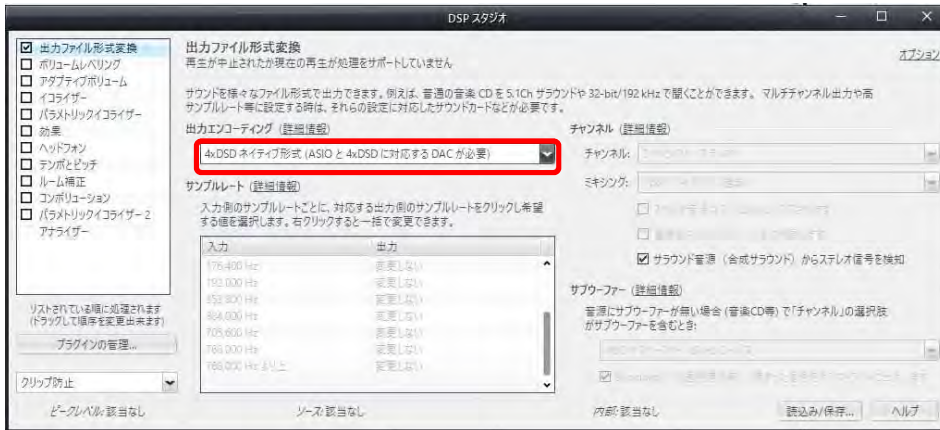 DSP スタジオ
出力ファイル形式変換
ボリュームレベリング
アダプティブボリューム
イコライザー
パラメトリックイコライザー
効果
ヘッドフォン
テンポとピッチ
ルーム補正
コンボリューション
パラメトリックイコライザー 2
アナライザー
リストされている順に処理されます
(ドラッグして順序を変更出来ます)
プラグインの管理...
クリップ防止
ピークレベル: 該当なし
出力ファイル形式変換
再生が中止されたか現在の再生が処理をサポートしていません
オプション
サウンドを様々なファイル形式で出力できます。例えば、普通の音楽 CD を 5.1Ch サラウンドや 32-bit/192 kHz で聞くことができます。 マルチチャンネル出力や高
サンプルレート等に設定する時は、それらの設定に対応したサウンドカードなどが必要です。
出力エンコーディング (詳細情報)
4xDSD ネイティブ形式 (ASIO と 4xDSD に対応する DAC が必要)
サンプルレート (詳細情報)
入力側のサンプルレートごとに、対応する出力側のサンプルレートをクリックし希望
する値を選択します。右クリックすると一括で変更できます。
入力 出力
176,400 Hz 変更しない
192,000 Hz 変更しない
352,800 Hz 変更しない
384,000 Hz 変更しない
705,600 Hz 変更しない
768,000 Hz 変更しない
768,000 Hz より上 変更しない
ソース: 該当なし
チャンネル (詳細情報)
チャンネル:
ミキシング:
サラウンド音源 (合成サラウンド) からステレオ信号を検知
サブウーファー (詳細情報)
音源にサブウーファーが無い場合 (音楽CD等) で「チャンネル」の選択肢
がサブウーファーを含むとき:
内部: 該当なし
読込み/保存...
ヘルプ